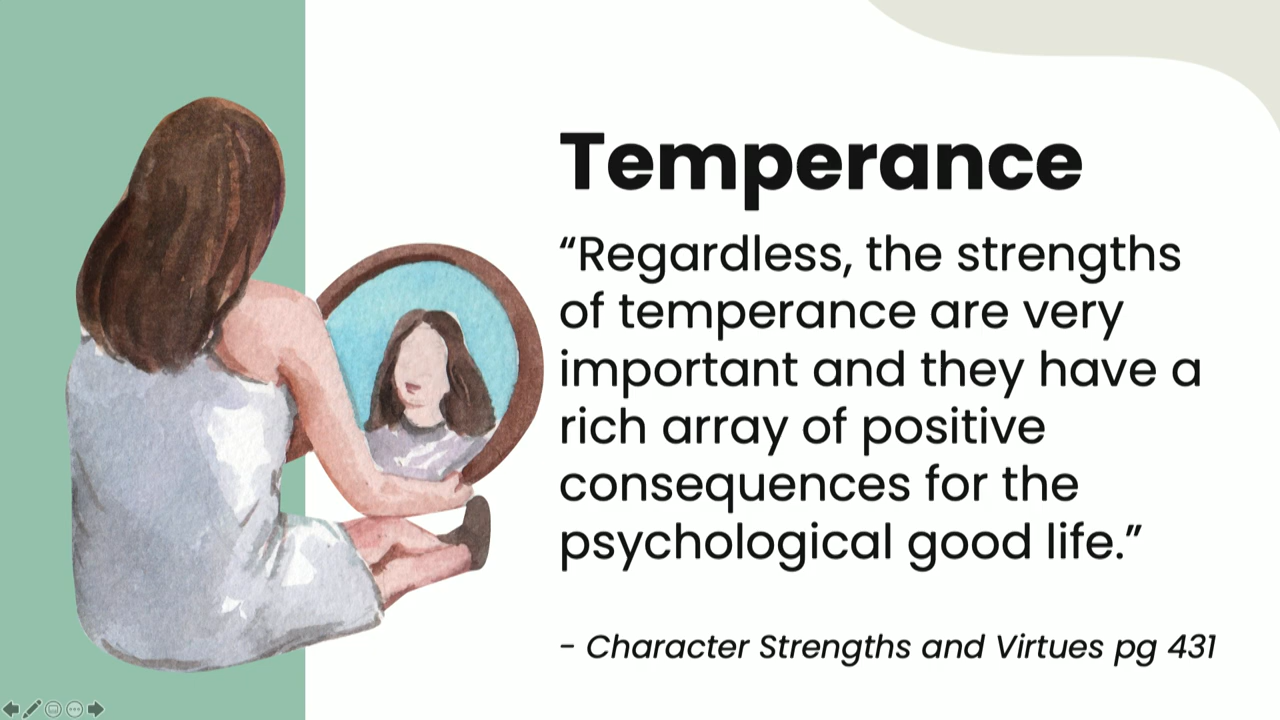 Temperance
“Regardless, the strengths
of temperance are very
important and they have a
rich array of positive
consequences for the
psychological good life.”
- Character Strengths and Virtues pg 431